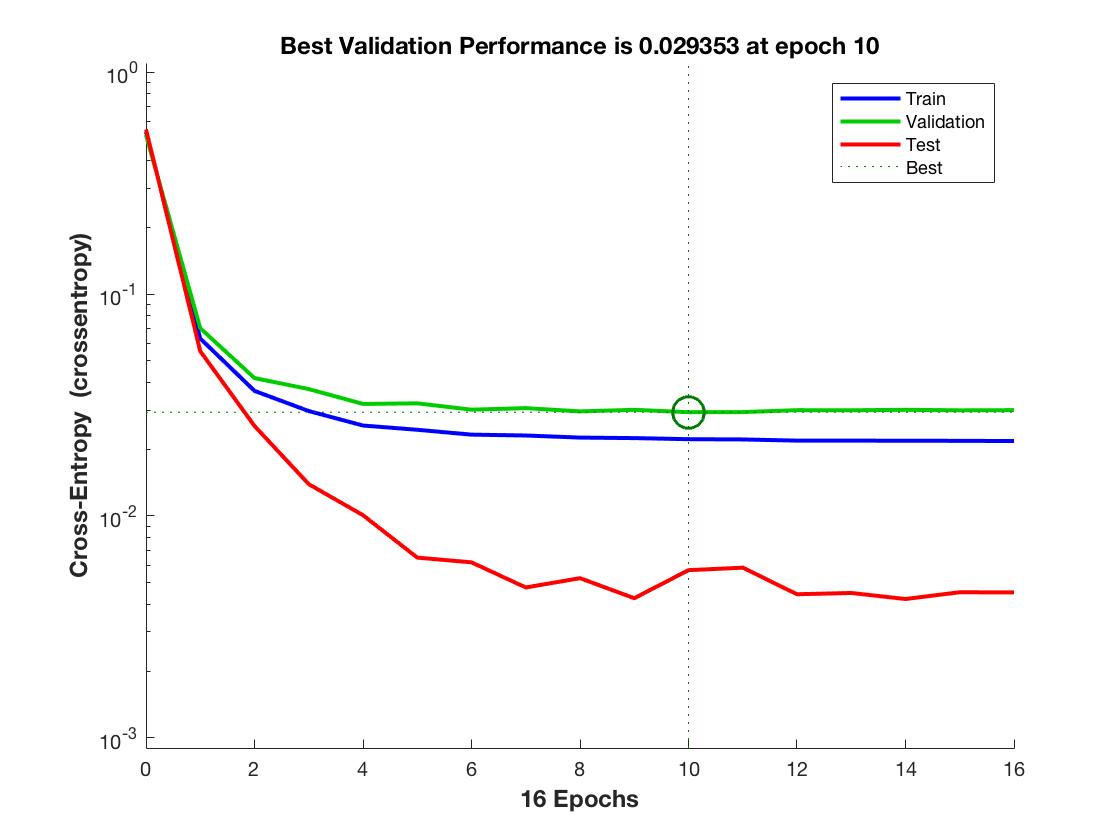 Best Validation Performance is 0.029353 at epoch 10
10^0
10^-1
10^-2
10^-3
Cross-Entropy (crossentropy)
Train
Validation
Test
Best
0 2 4 6 8 10 12 14 16
16 Epochs